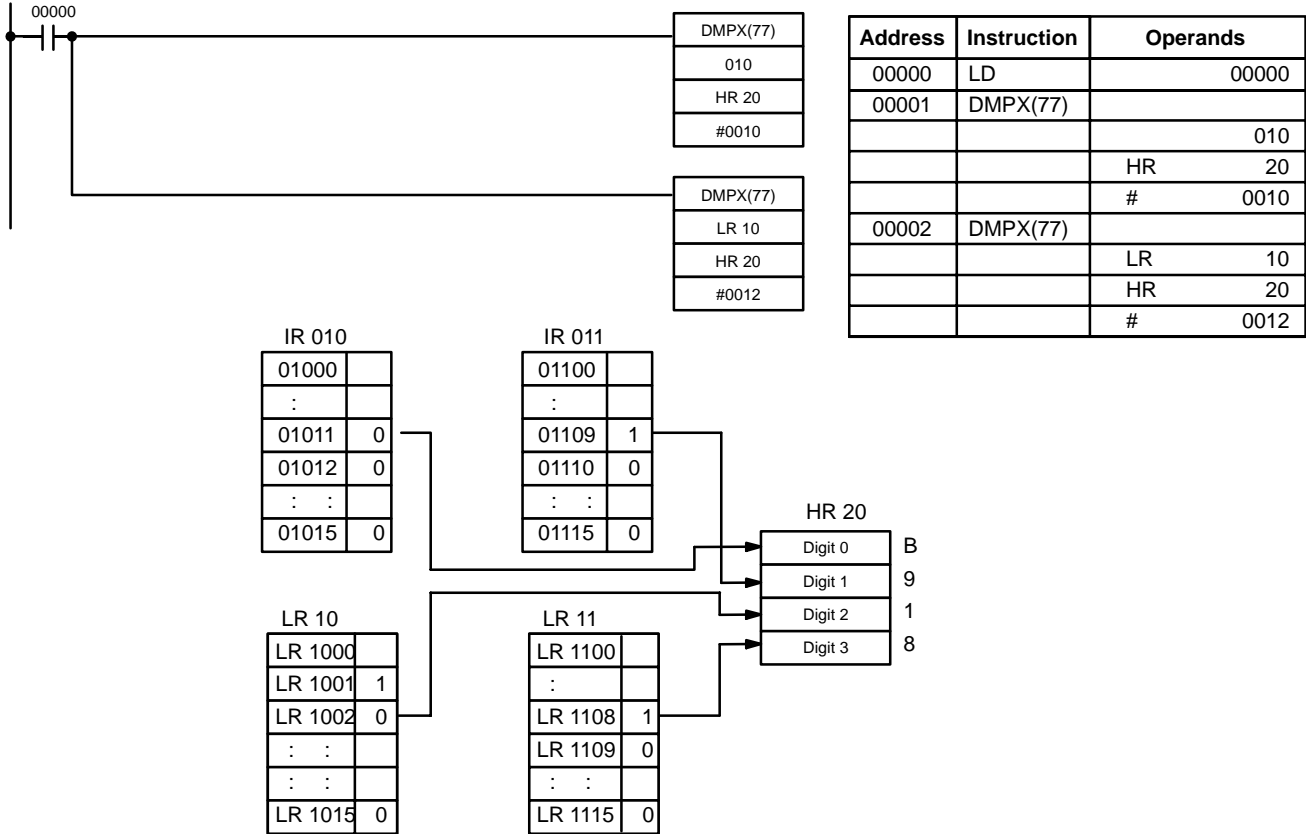 00000
DMPX(77)
010
HR 20
#0010
DMPX(77)
LR 10
HR 20
#0012
Address Instruction Operands
00000 LD 00000
00001 DMPX(77)
010
HR 20
# 0010
00002 DMPX(77)
LR 10
HR 20
# 0012
IR 010
01000
:
01011 0
01012 0
: :
01015 0
IR 011
01100
:
01109 1
01110 0
: :
01115 0
HR 20
Digit 0 B
Digit 1 9
Digit 2 1
Digit 3 8
LR 10
LR 1000
LR 1001 1
LR 1002 0
: :
: :
LR 1015 0
LR 11
LR 1100
:
LR 1108 1
LR 1109 0
: :
LR 1115 0